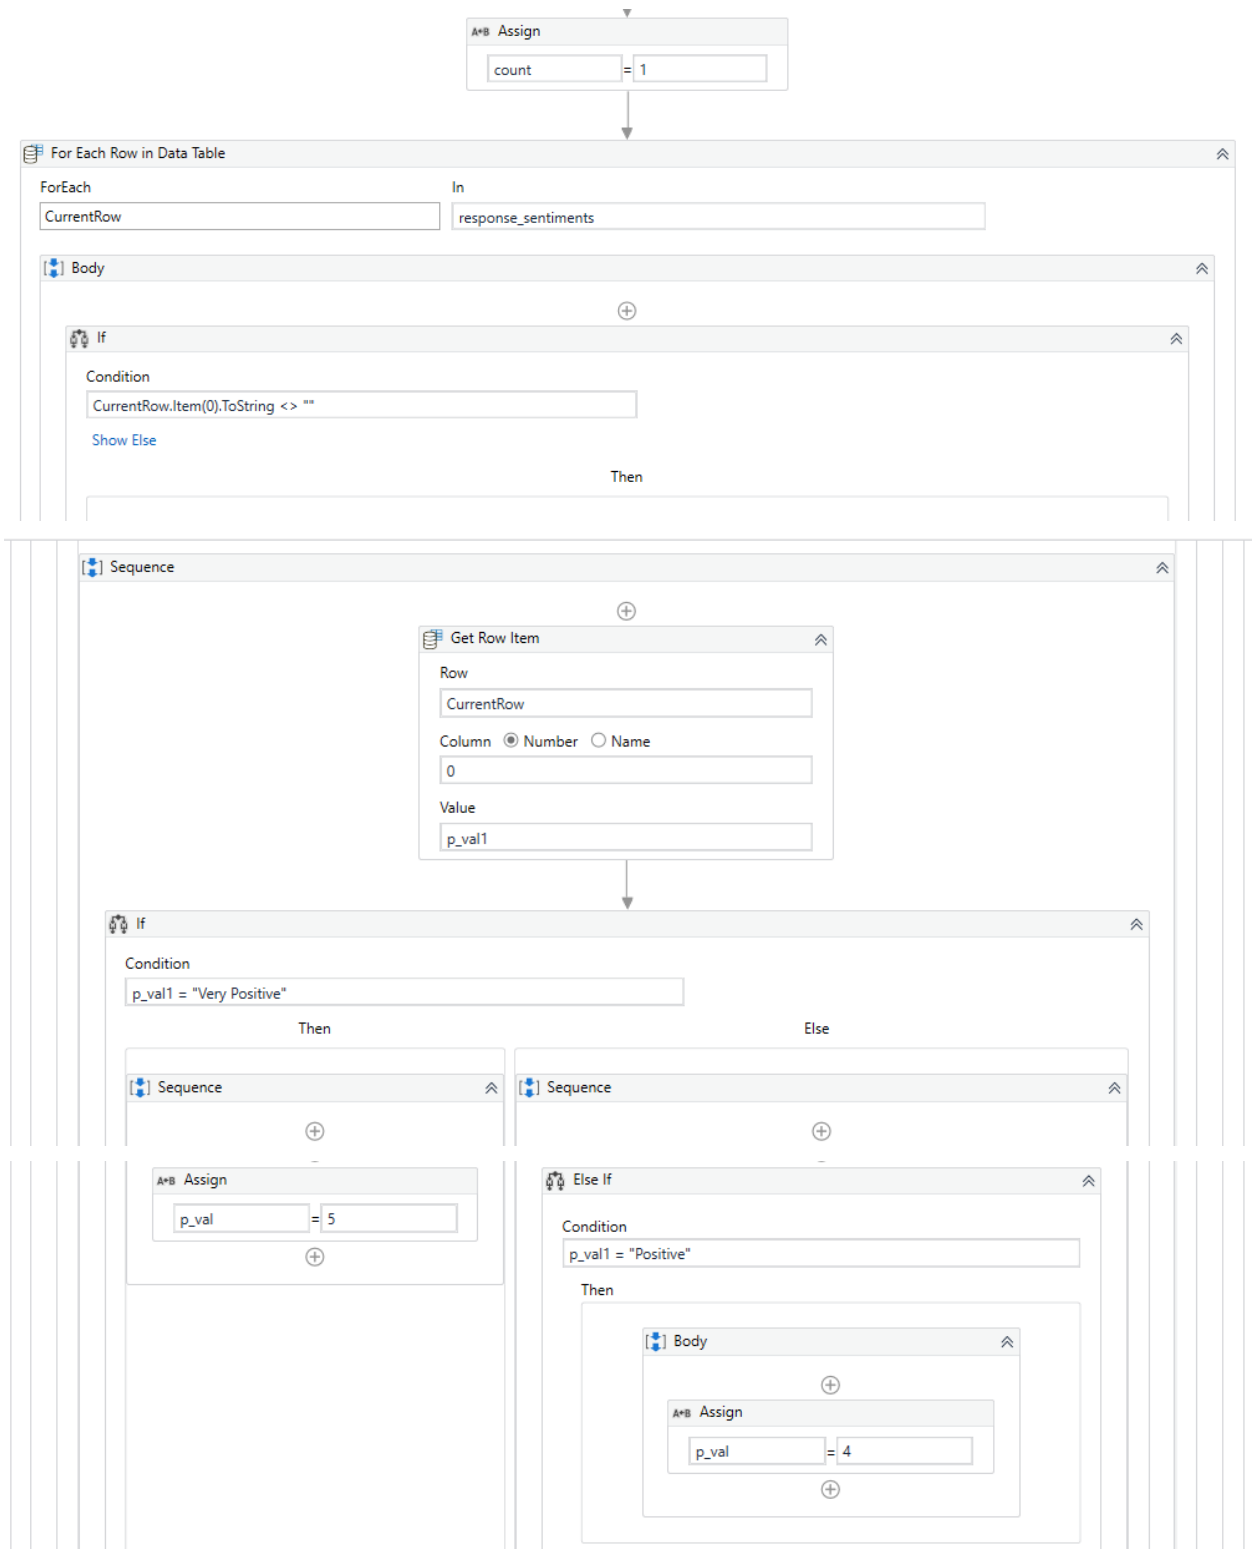 A+B Assign
count = 1
For Each Row in Data Table
ForEach In
CurrentRow response_sentiments
Body
If
Condition
CurrentRow.Item(0).ToString <> ""
Show Else
Then
Sequence
Get Row Item
Row
CurrentRow
Column Number Name
0
Value
p_val1
If
Condition
p_val1 = "Very Positive"
Then Else
Sequence Sequence
A+B Assign Else If
p_val = 5
Condition
p_val1 = "Positive"
Then
Body
A+B Assign
p_val = 4